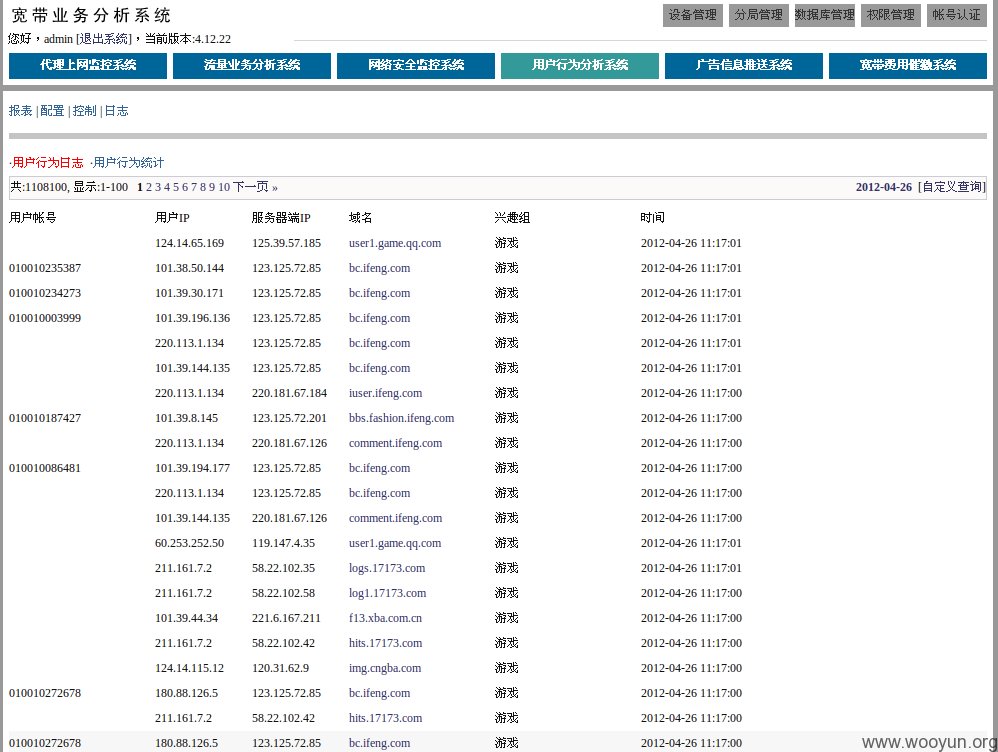 宽带业务分析系统
设备管理 分局管理 数据库管理 权限管理 帐号认证
您好，admin [退出系统]，当前版本:4.12.22
代理上网监控系统 流量业务分析系统 网络安全监控系统 用户行为分析系统 广告信息推送系统 宽带费用催缴系统
报表 | 配置 | 控制 | 日志
·用户行为日志 ·用户行为统计
共:1108100, 显示:1-100 1 2 3 4 5 6 7 8 9 10 下一页 » 2012-04-26 [自定义查询]
用户帐号 用户IP 服务器端IP 域名 兴趣组 时间
124.14.65.169 125.39.57.185 user1.game.qq.com 游戏 2012-04-26 11:17:01
010010235387 101.38.50.144 123.125.72.85 bc.ifeng.com 游戏 2012-04-26 11:17:01
010010234273 101.39.30.171 123.125.72.85 bc.ifeng.com 游戏 2012-04-26 11:17:01
010010003999 101.39.196.136 123.125.72.85 bc.ifeng.com 游戏 2012-04-26 11:17:01
220.113.1.134 123.125.72.85 bc.ifeng.com 游戏 2012-04-26 11:17:01
101.39.144.135 123.125.72.85 bc.ifeng.com 游戏 2012-04-26 11:17:01
220.113.1.134 220.181.67.184 iuser.ifeng.com 游戏 2012-04-26 11:17:00
010010187427 101.39.8.145 123.125.72.201 bbs.fashion.ifeng.com 游戏 2012-04-26 11:17:00
220.113.1.134 220.181.67.126 comment.ifeng.com 游戏 2012-04-26 11:17:00
010010086481 101.39.194.177 123.125.72.85 bc.ifeng.com 游戏 2012-04-26 11:17:00
220.113.1.134 123.125.72.85 bc.ifeng.com 游戏 2012-04-26 11:17:00
101.39.144.135 220.181.67.126 comment.ifeng.com 游戏 2012-04-26 11:17:00
60.253.252.50 119.147.4.35 user1.game.qq.com 游戏 2012-04-26 11:17:01
211.161.7.2 58.22.102.35 logs.17173.com 游戏 2012-04-26 11:17:00
211.161.7.2 58.22.102.58 log1.17173.com 游戏 2012-04-26 11:17:00
101.39.44.34 221.6.167.211 f13.xba.com.cn 游戏 2012-04-26 11:17:00
211.161.7.2 58.22.102.42 hits.17173.com 游戏 2012-04-26 11:17:00
124.14.115.12 120.31.62.9 img.cngba.com 游戏 2012-04-26 11:17:00
010010272678 180.88.126.5 123.125.72.85 bc.ifeng.com 游戏 2012-04-26 11:17:00
211.161.7.2 58.22.102.42 hits.17173.com 游戏 2012-04-26 11:17:00
010010272678 180.88.126.5 123.125.72.85 bc.ifeng.com 游戏 2012-04-26 11:17:00
www.wooyun.org